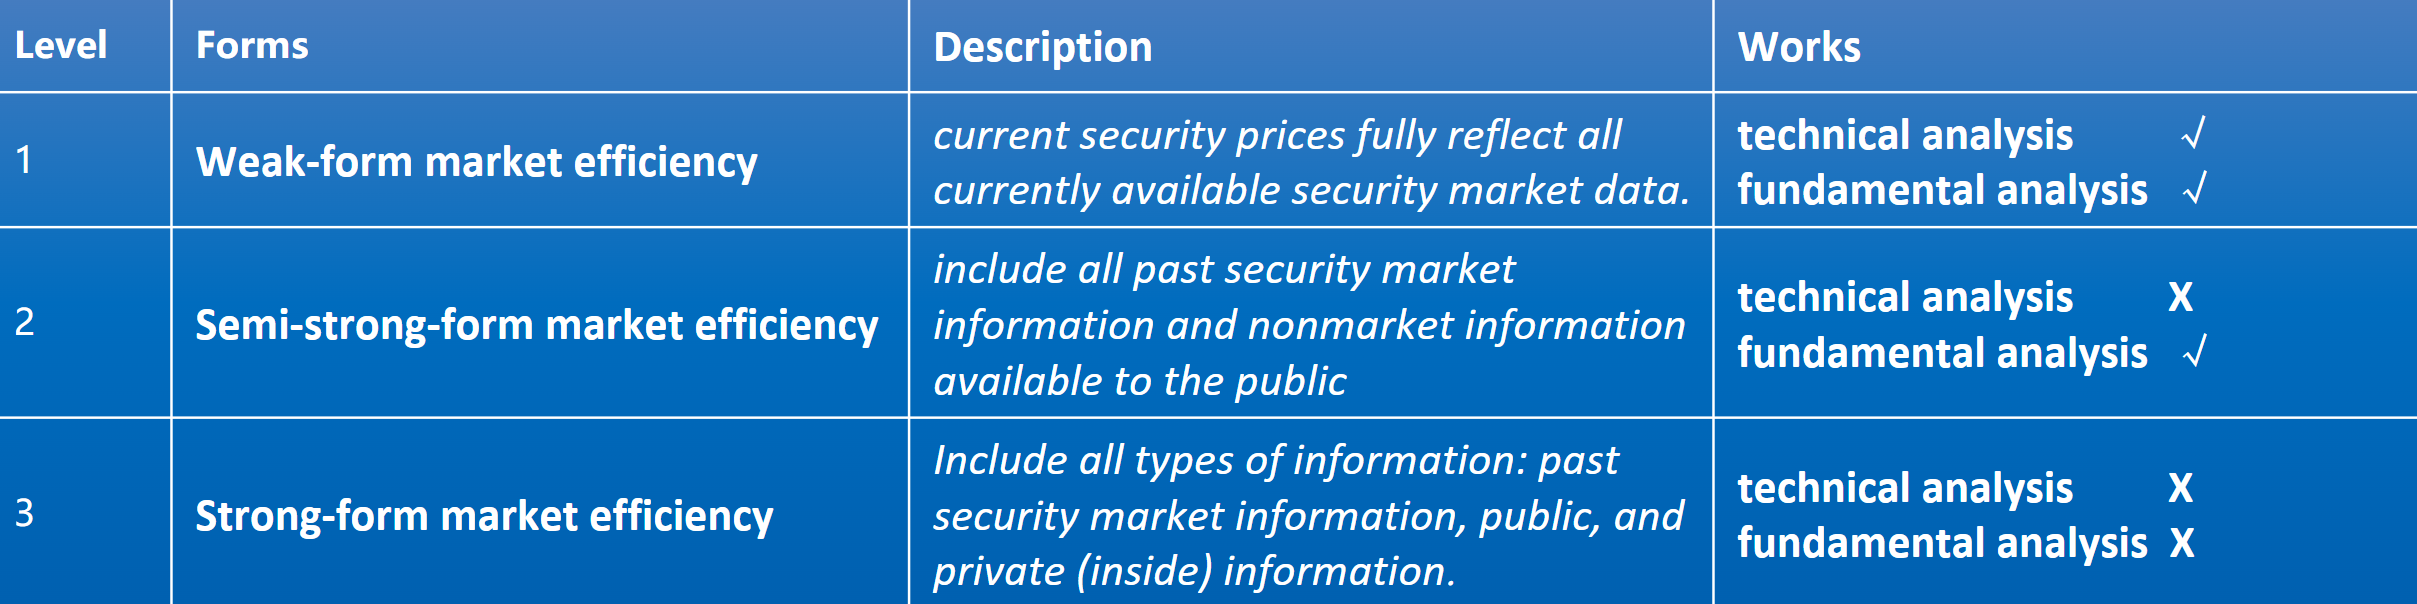 Level Forms Description Works
1 Weak-form market efficiency
current security prices fully reflect all
currently available security market data.
technical analysis √
fundamental analysis √
2 Semi-strong-form market efficiency
include all past security market
information and nonmarket information
available to the public
technical analysis X
fundamental analysis √
3 Strong-form market efficiency
Include all types of information: past
security market information, public, and
private (inside) information.
technical analysis X
fundamental analysis X